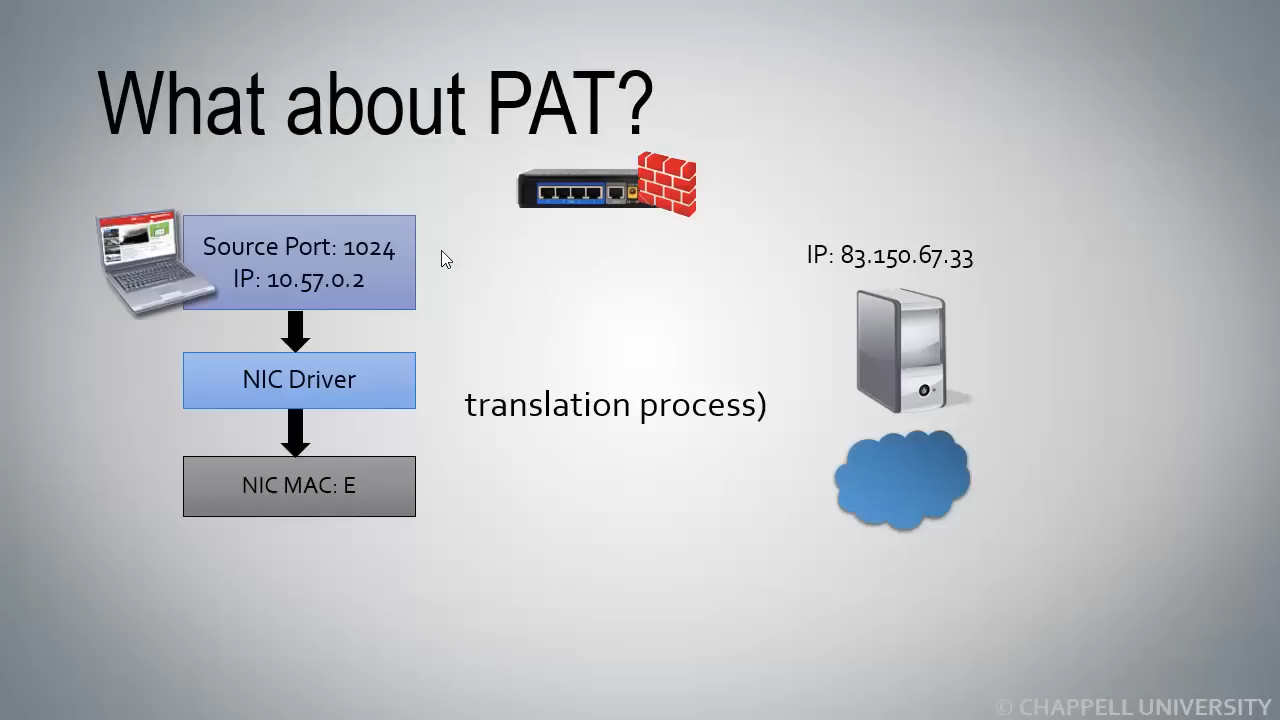 What about PAT?
Source Port: 1024
IP: 10.57.0.2
IP: 83.150.67.33
NIC Driver
translation process)
NIC MAC: E
© CHAPPELL UNIVERSITY